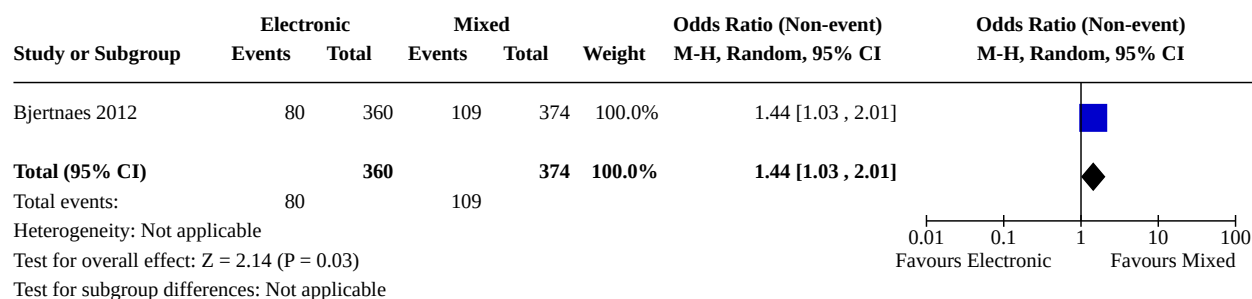 Electronic Mixed Odds Ratio (Non-event) Odds Ratio (Non-event)
Study or Subgroup Events Total Events Total Weight M-H, Random, 95% CI M-H, Random, 95% CI
Bjertnaes 2012 80 360 109 374 100.0% 1.44 [1.03 , 2.01]
Total (95% CI) 360 374 100.0% 1.44 [1.03 , 2.01]
Total events: 80 109
Heterogeneity: Not applicable 0.01 0.1 1 10 100
Test for overall effect: Z = 2.14 (P = 0.03) Favours Electronic Favours Mixed
Test for subgroup differences: Not applicable